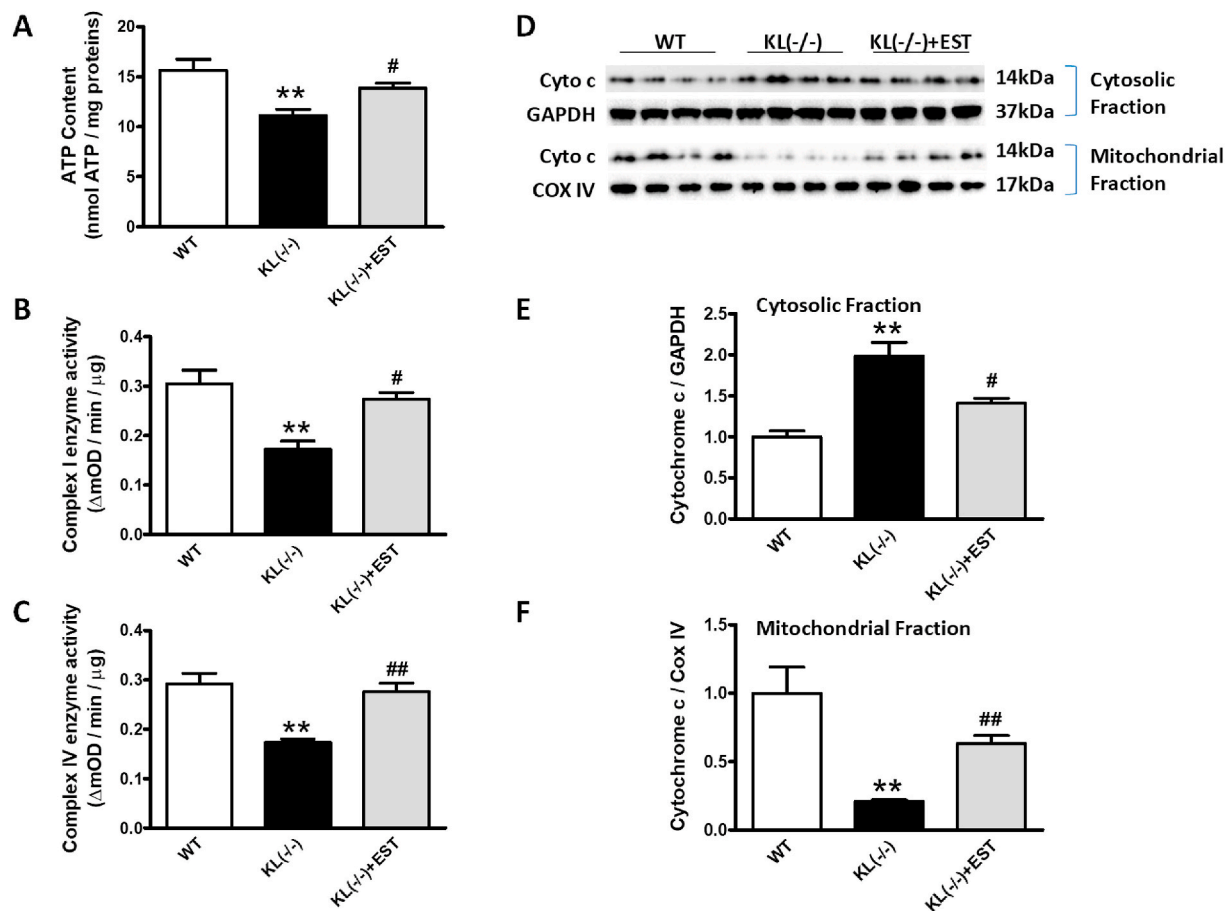 A
ATP Content
(nmol ATP / mg proteins)
20
15
10
5
0
**
#
WT
KL(-/-)
KL(-/-)+EST
B
Complex I enzyme activity
(ΔmOD / min / μg)
0.4
0.3
0.2
0.1
0.0
**
#
WT
KL(-/-)
KL(-/-)+EST
C
Complex IV enzyme activity
(ΔmOD / min / μg)
0.4
0.3
0.2
0.1
0.0
**
##
WT
KL(-/-)
KL(-/-)+EST
D
WT KL(-/-) KL(-/-)+EST
Cyto c 14kDa
GAPDH 37kDa
Cytosolic
Fraction
Cyto c 14kDa
COX IV 17kDa
Mitochondrial
Fraction
E
Cytosolic Fraction
Cytochrome c / GAPDH
2.5
2.0
1.5
1.0
0.5
0.0
**
#
WT
KL(-/-)
KL(-/-)+EST
F
Mitochondrial Fraction
Cytochrome c / Cox IV
1.5
1.0
0.5
0.0
**
##
WT
KL(-/-)
KL(-/-)+EST